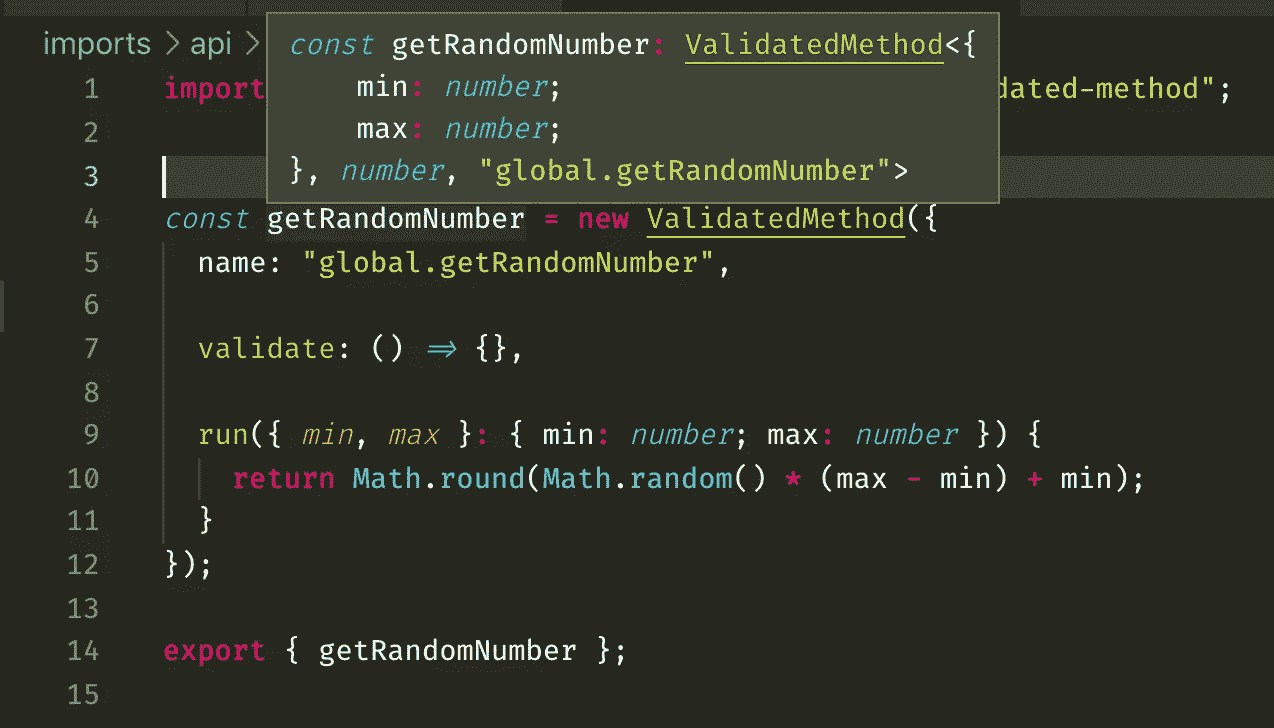 imports > api >
const getRandomNumber: ValidatedMethod<{
min: number;
max: number;
}, number, "global.getRandomNumber">
1 import dated-method";
2
3
4 const getRandomNumber = new ValidatedMethod({
5 name: "global.getRandomNumber",
6
7 validate: () => {},
8
9 run({ min, max }: { min: number; max: number }) {
10 return Math.round(Math.random() * (max - min) + min);
11 }
12 });
13
14 export { getRandomNumber };
15